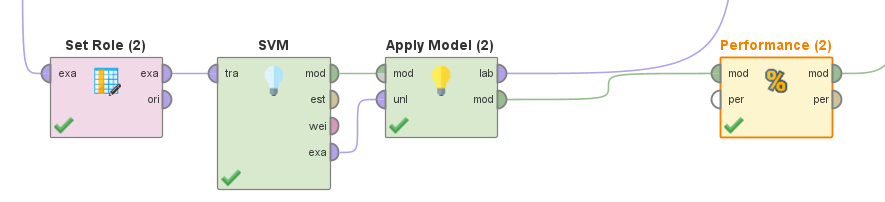 Set Role (2)
exa
exa
ori
SVM
tra
mod
est
wei
exa
Apply Model (2)
mod
lab
unl
mod
Performance (2)
%
mod
mod
per
per